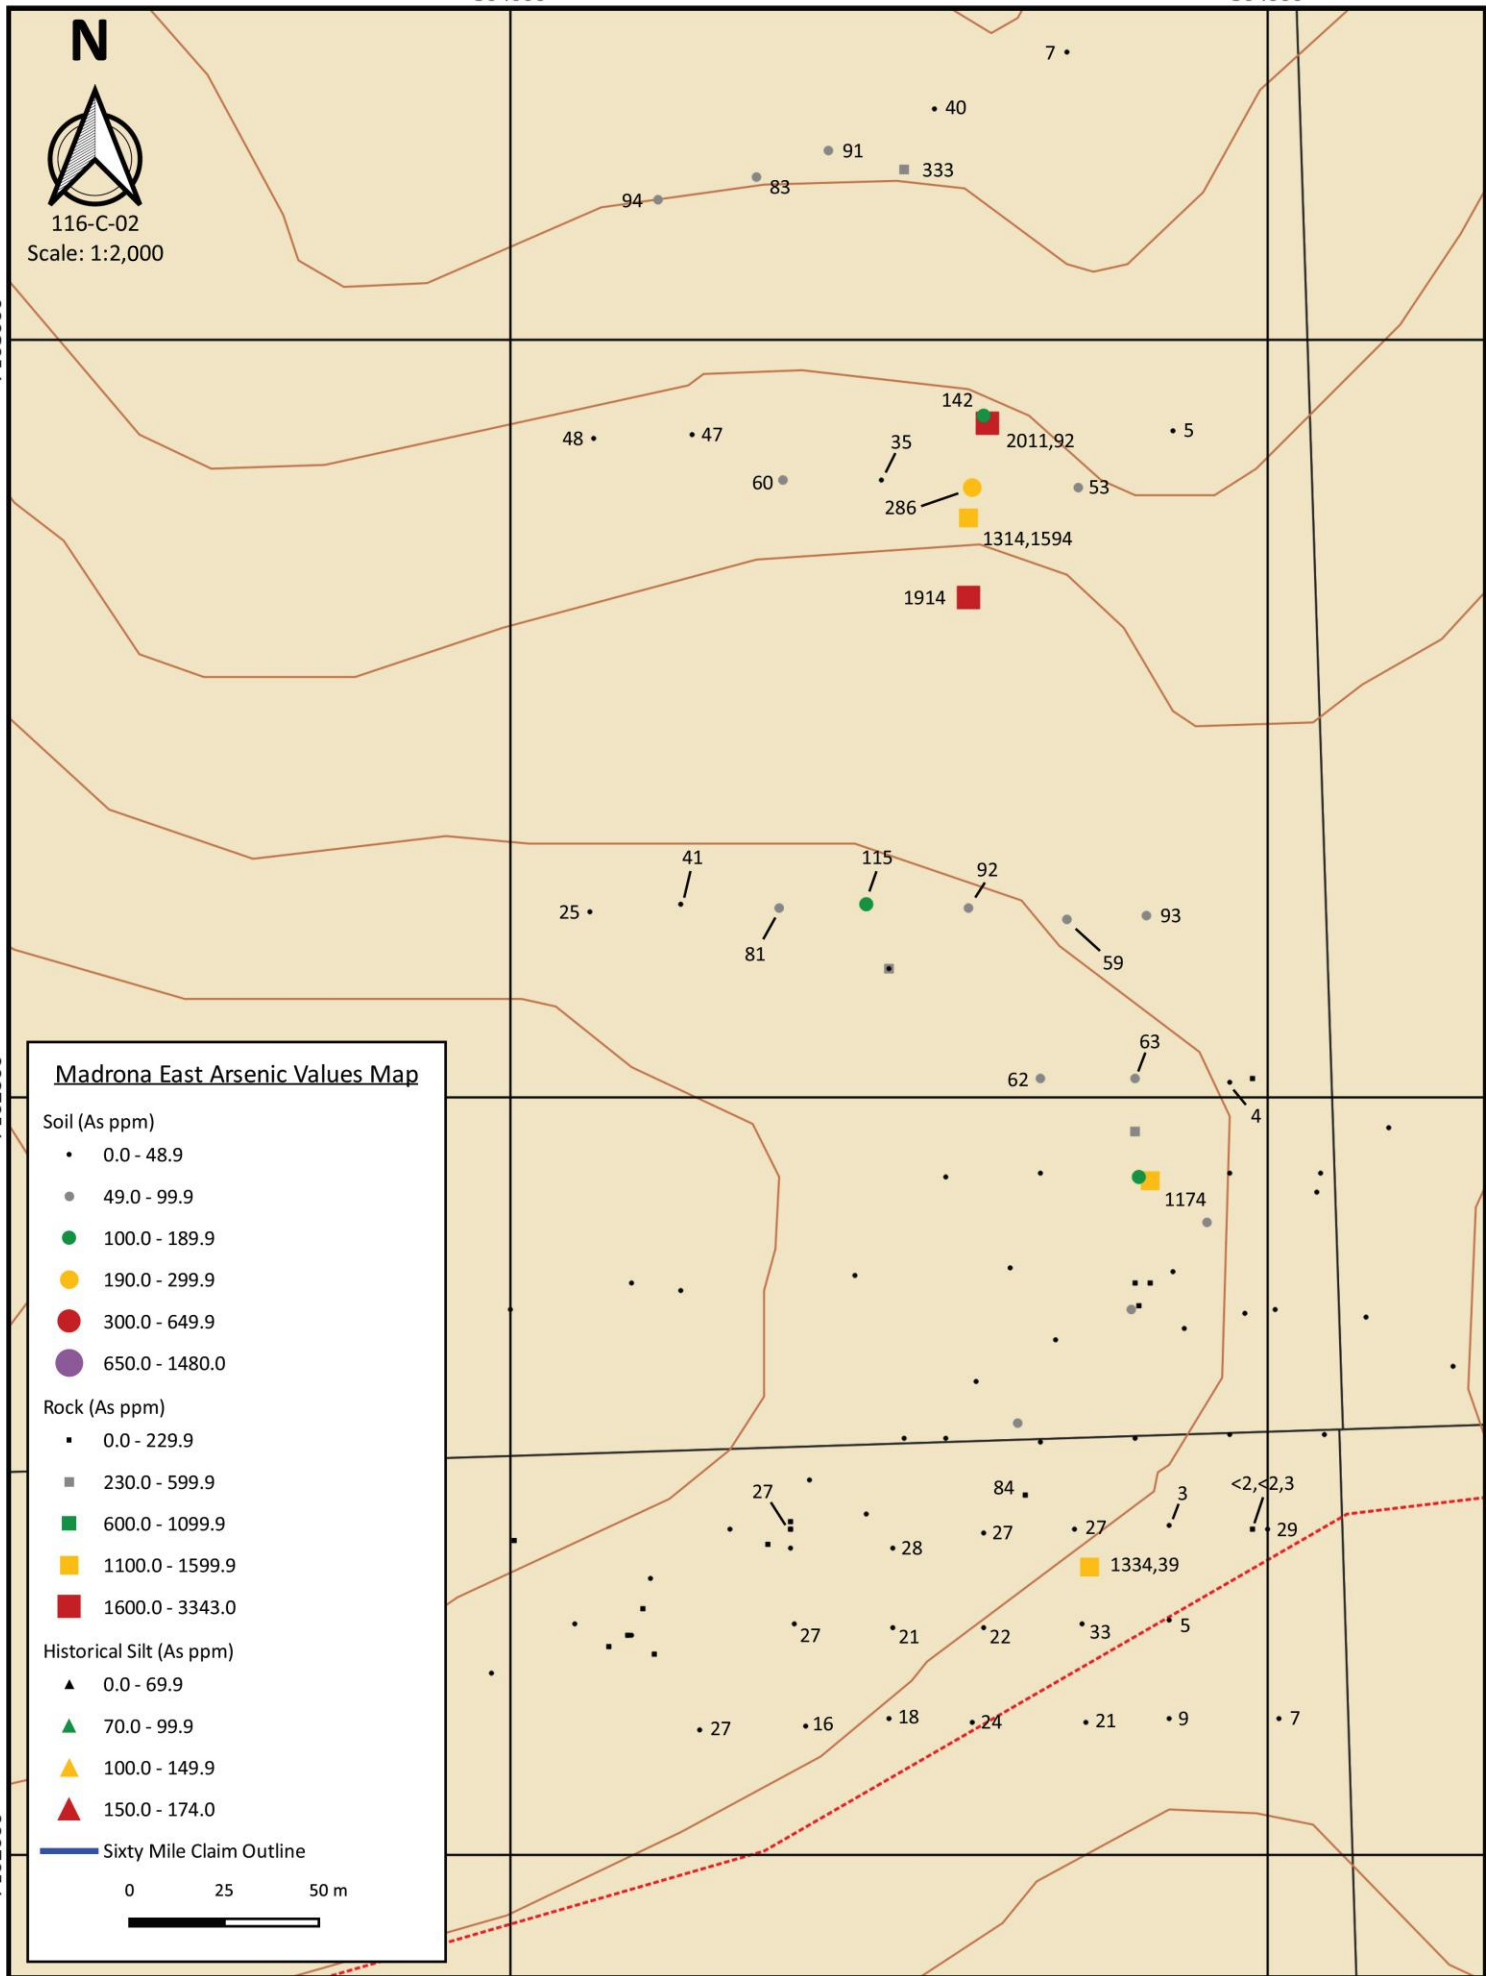 N
116-C-02
Scale: 1:2,000
7
40
91
333
83
94
142
2011,92
5
48
47
35
60
286
53
1314,1594
1914
41
115
92
25
93
81
59
63
62
4
1174
27
84
3
<2,<2,3
27
27
29
28
1334,39
27
21
22
33
5
27
16
18
24
21
9
7
Madrona East Arsenic Values Map
Soil (As ppm)
0.0 - 48.9
49.0 - 99.9
100.0 - 189.9
190.0 - 299.9
300.0 - 649.9
650.0 - 1480.0
Rock (As ppm)
0.0 - 229.9
230.0 - 599.9
600.0 - 1099.9
1100.0 - 1599.9
1600.0 - 3343.0
Historical Silt (As ppm)
0.0 - 69.9
70.0 - 99.9
100.0 - 149.9
150.0 - 174.0
Sixty Mile Claim Outline
0 25 50 m